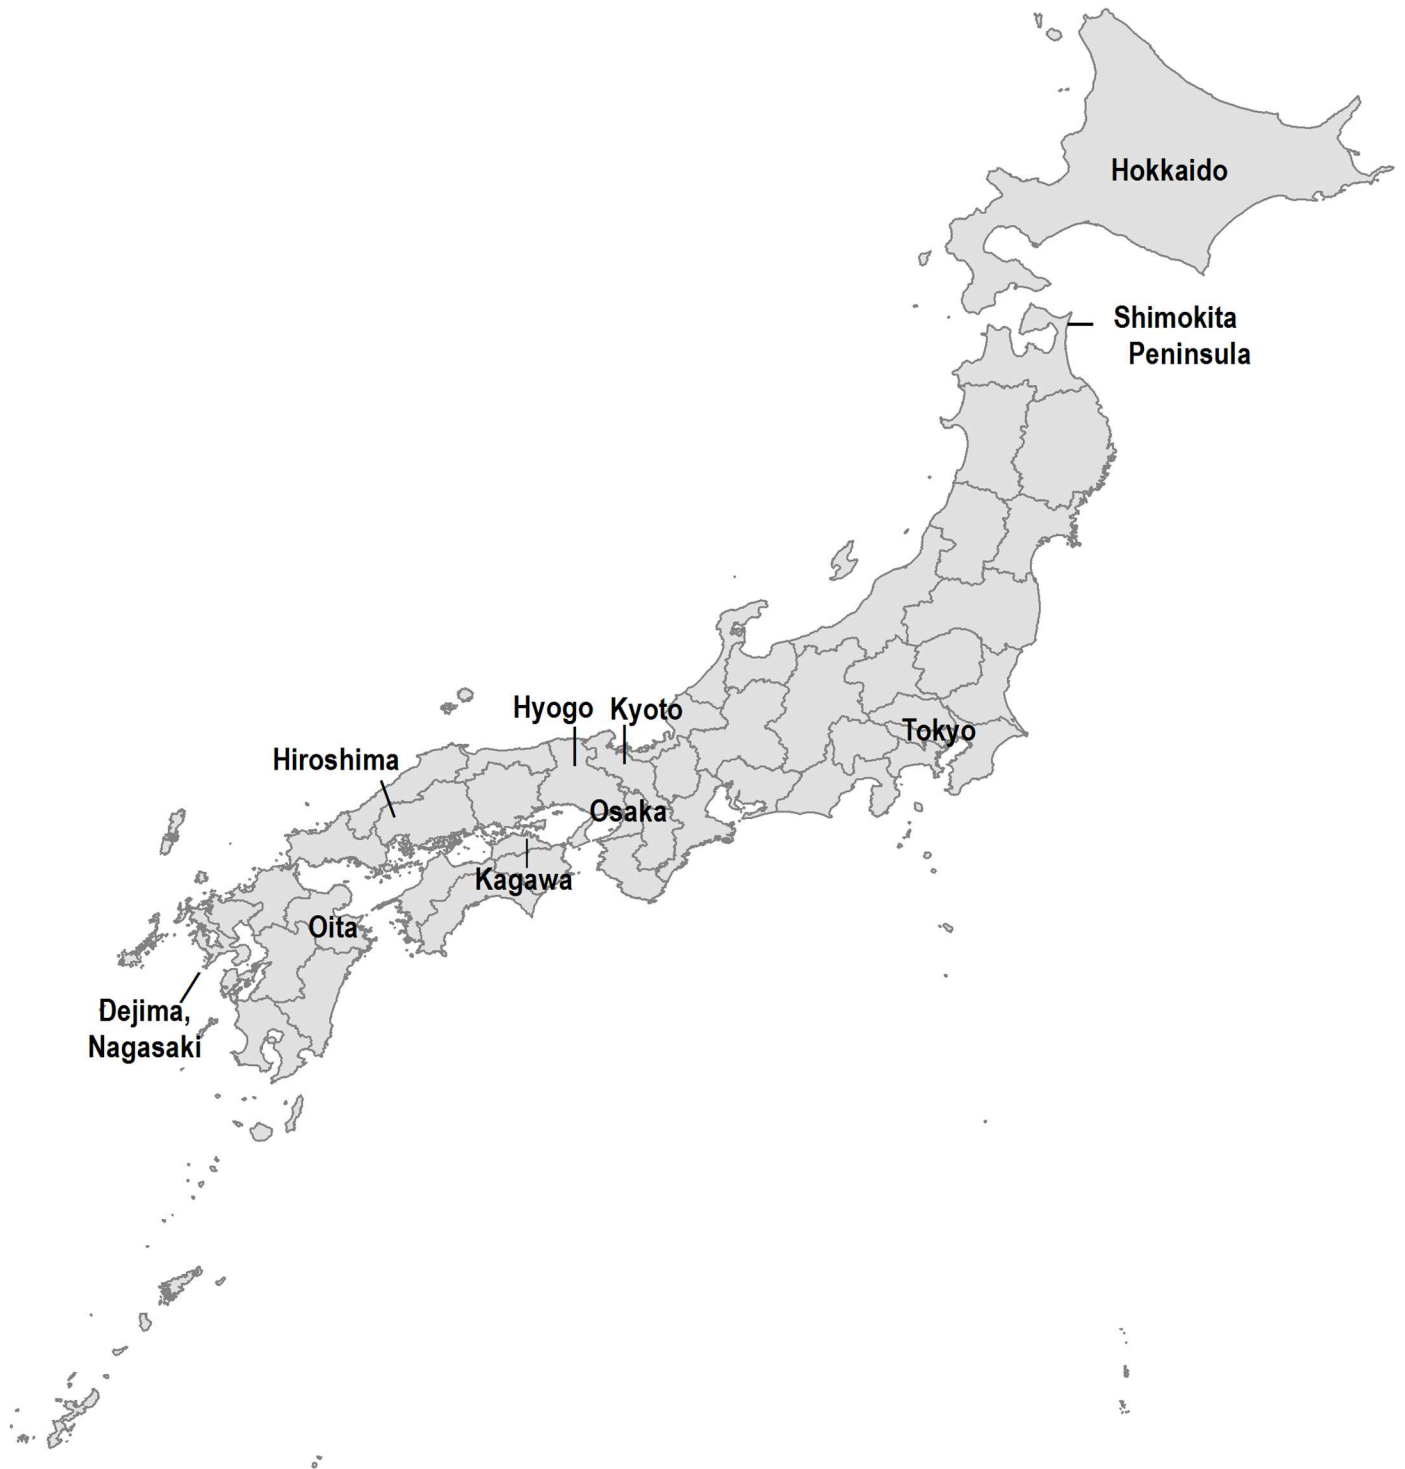 Hokkaido
Shimokita
Peninsula
Hyogo
Kyoto
Tokyo
Hiroshima
Osaka
Kagawa
Oita
Dejima,
Nagasaki